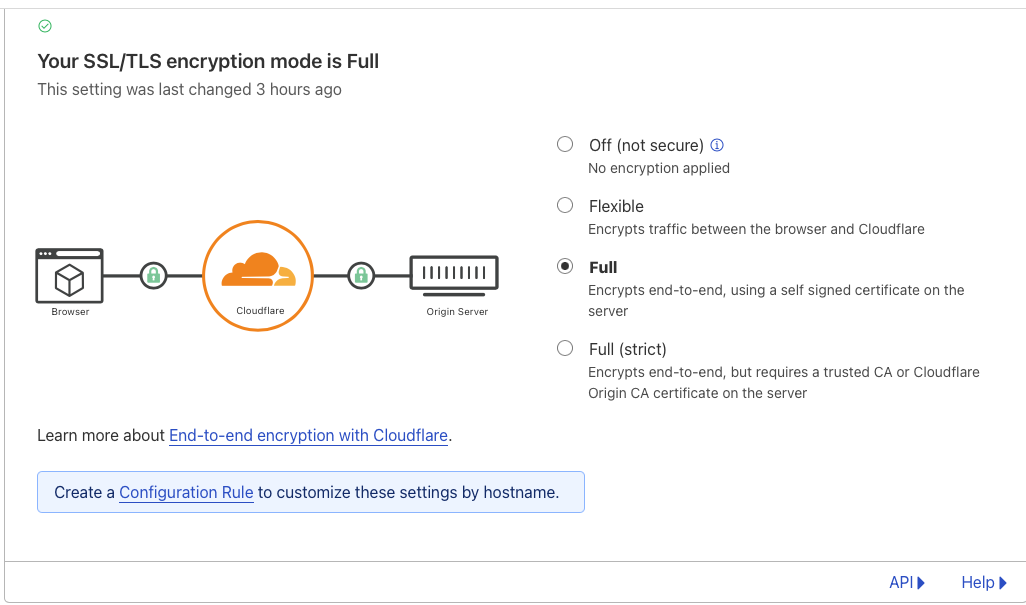 Your SSL/TLS encryption mode is Full
This setting was last changed 3 hours ago
Off (not secure)
No encryption applied
Flexible
Encrypts traffic between the browser and Cloudflare
Full
Encrypts end-to-end, using a self signed certificate on the
server
Full (strict)
Encrypts end-to-end, but requires a trusted CA or Cloudflare
Origin CA certificate on the server
Browser
Cloudflare
Origin Server
Learn more about End-to-end encryption with Cloudflare.
Create a Configuration Rule to customize these settings by hostname.
API
Help